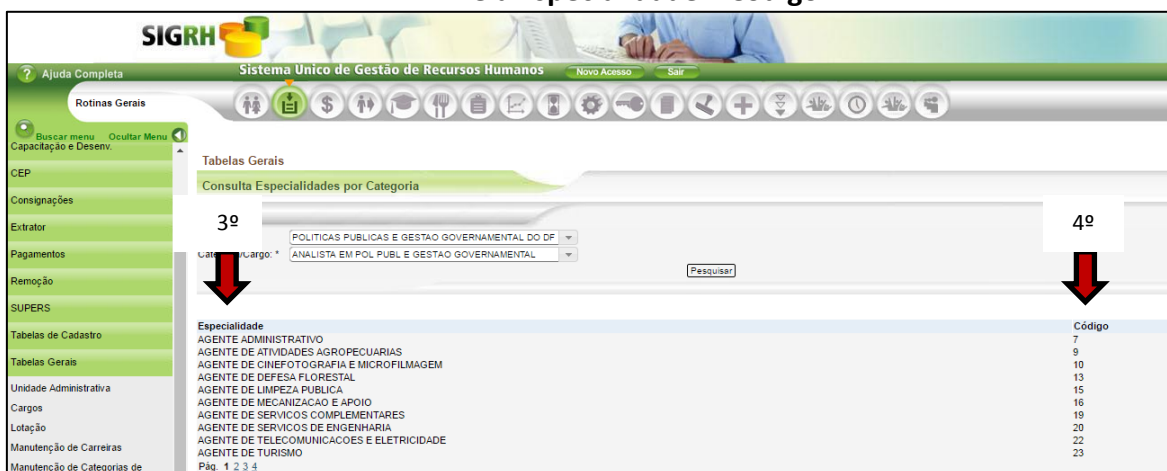 SIGRH
Ajuda Completa
Sistema Unico de Gestão de Recursos Humanos
Novo Acesso
Sair
Rotinas Gerais
Buscar menu
Ocultar Menu
Capacitação e Desenv.
CEP
Consignações
Extrator
Pagamentos
Remoção
SUPERS
Tabelas de Cadastro
Tabelas Gerais
Unidade Administrativa
Cargos
Lotação
Manutenção de Carreiras
Manutenção de Categorias de
Tabelas Gerais
Consulta Especialidades por Categoria
3º
4º
POLITICAS PUBLICAS E GESTAO GOVERNAMENTAL DO DF
/Cargo: * ANALISTA EM POL PUBL E GESTAO GOVERNAMENTAL
Pesquisar
Especialidade Código
AGENTE ADMINISTRATIVO 7
AGENTE DE ATIVIDADES AGROPECUARIAS 9
AGENTE DE CINEFOTOGRAFIA E MICROFILMAGEM 10
AGENTE DE DEFESA FLORESTAL 13
AGENTE DE LIMPEZA PUBLICA 15
AGENTE DE MECANIZACAO E APOIO 16
AGENTE DE SERVICOS COMPLEMENTARES 19
AGENTE DE SERVICOS DE ENGENHARIA 20
AGENTE DE TELECOMUNICACOES E ELETRICIDADE 22
AGENTE DE TURISMO 23
Pág. 1 2 3 4